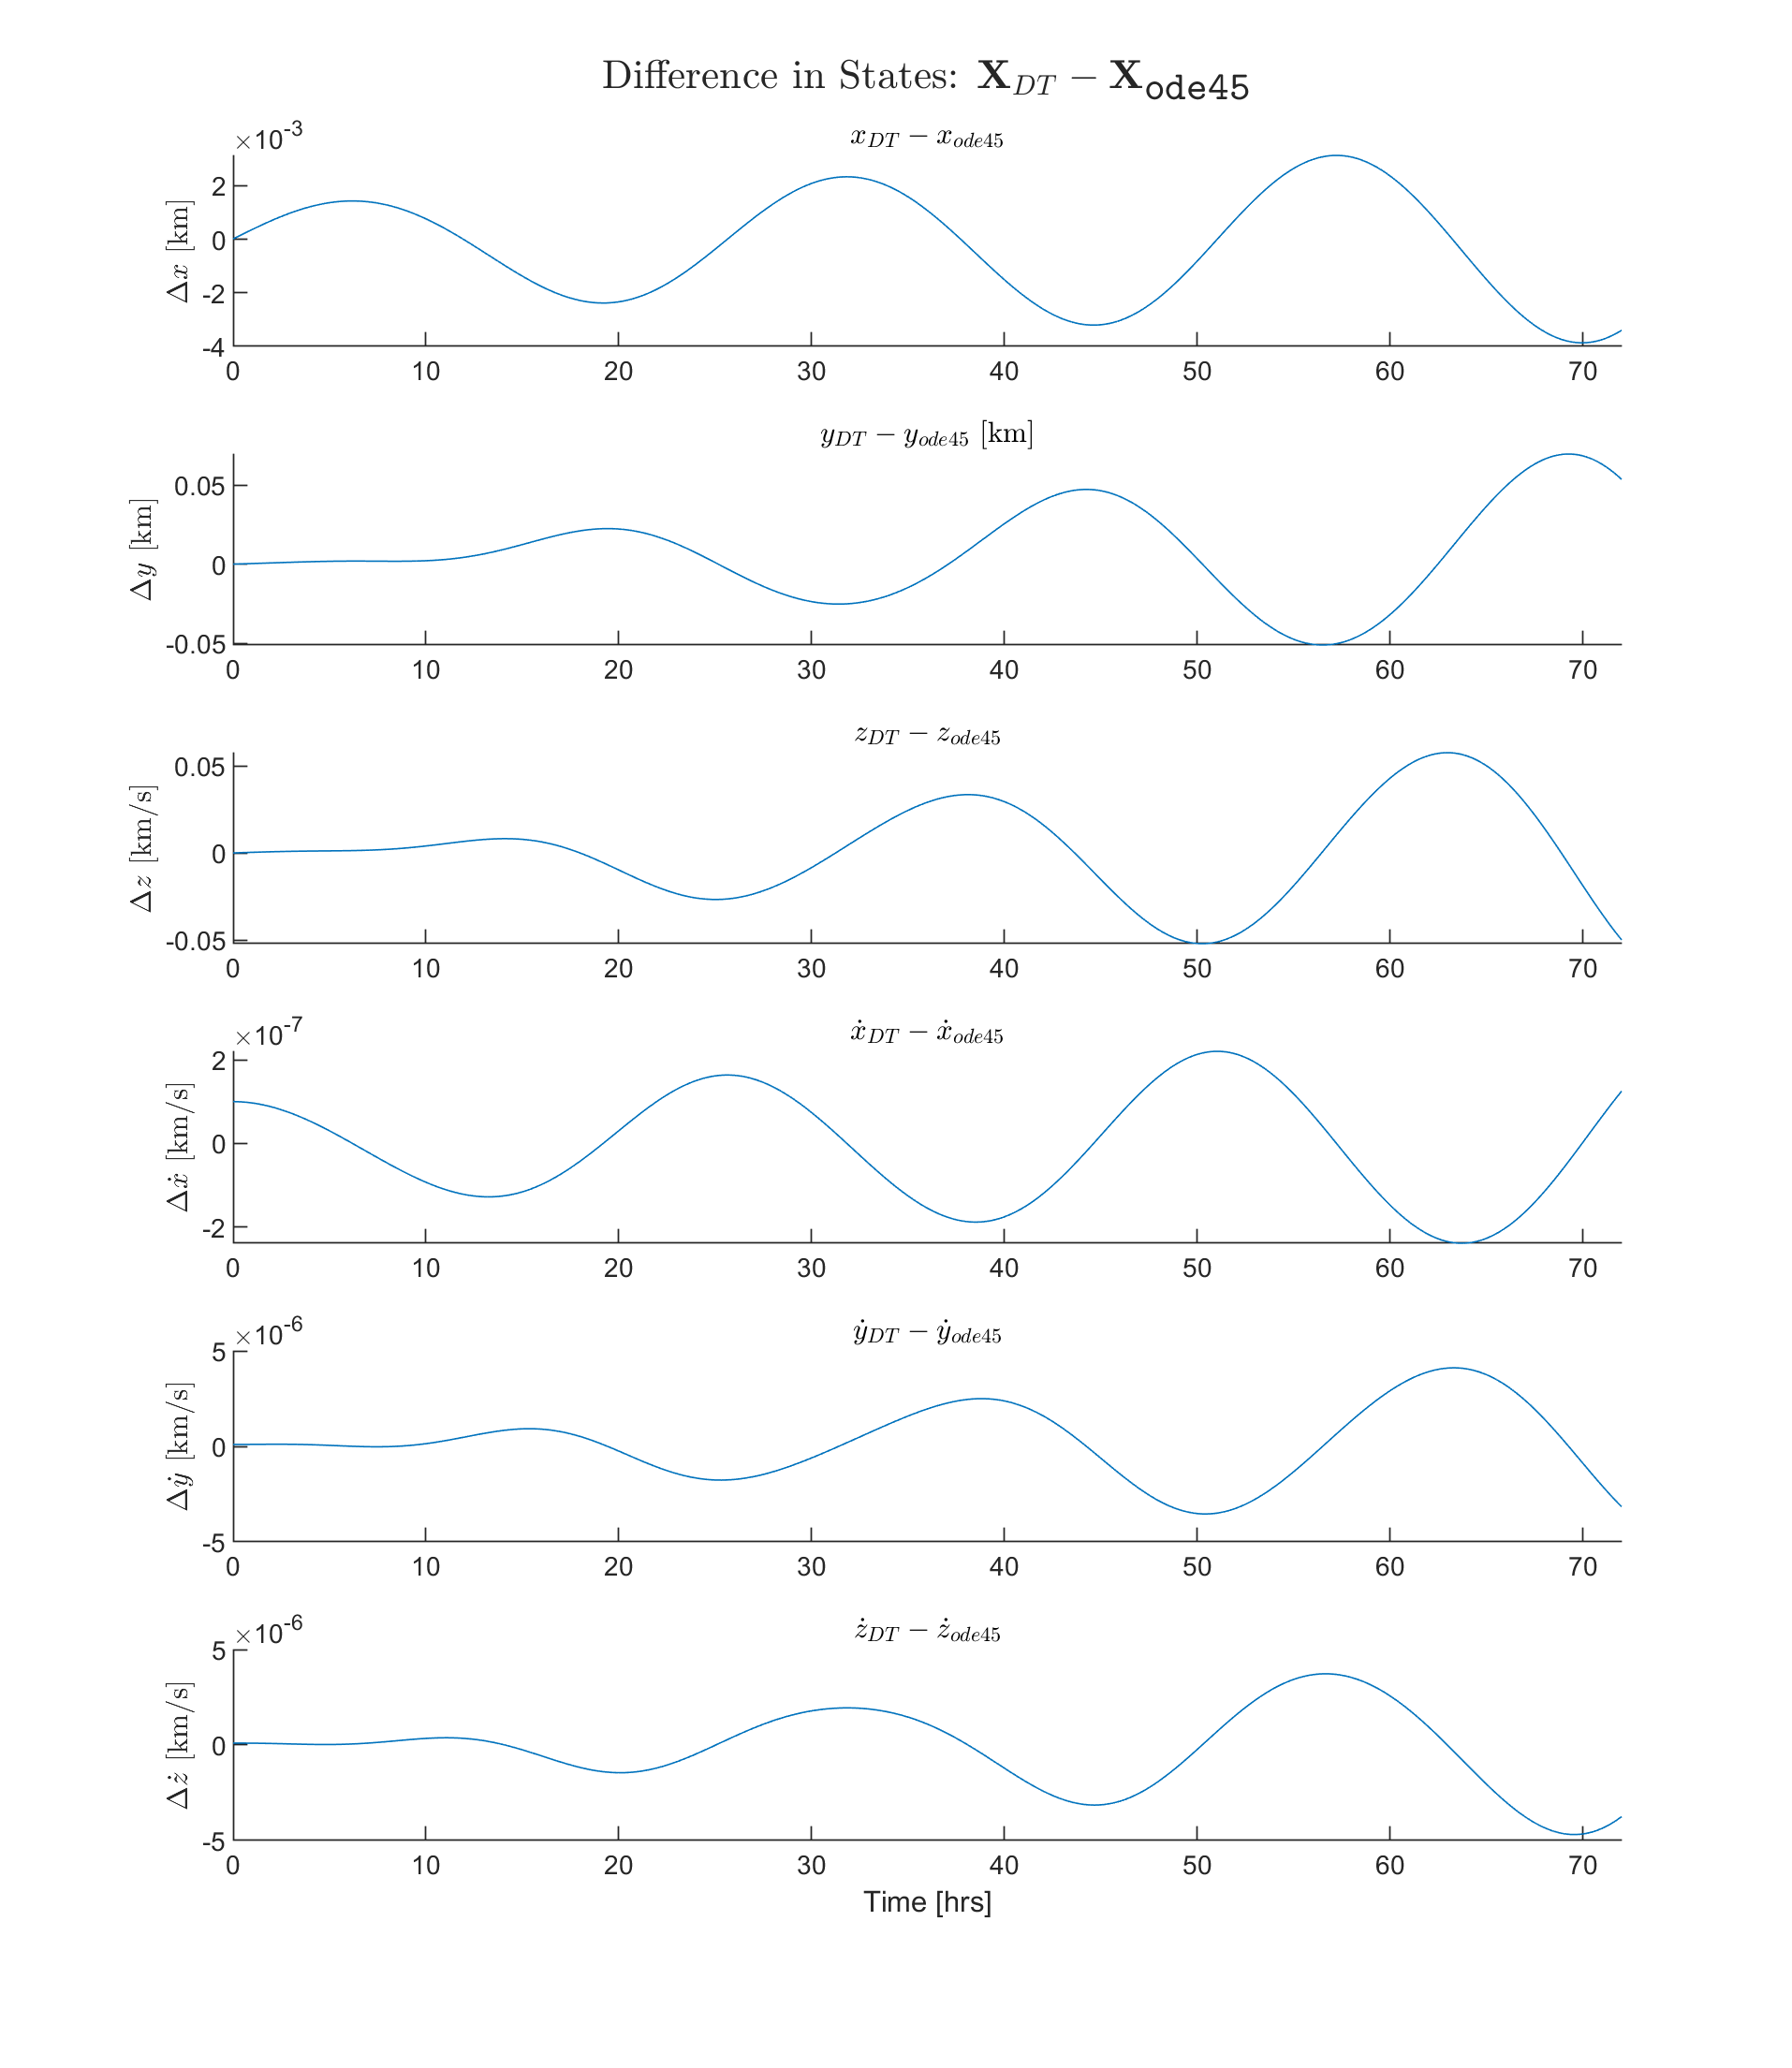 Difference in States: X_DT − X_ode45
×10^-3
x_DT − x_ode45
Δx [km]
2
0
-2
-4
0 10 20 30 40 50 60 70
y_DT − y_ode45 [km]
Δy [km]
0.05
0
-0.05
0 10 20 30 40 50 60 70
z_DT − z_ode45
Δz [km/s]
0.05
0
-0.05
0 10 20 30 40 50 60 70
×10^-7
ẋ_DT − ẋ_ode45
Δẋ [km/s]
2
0
-2
0 10 20 30 40 50 60 70
×10^-6
ẏ_DT − ẏ_ode45
Δẏ [km/s]
5
0
-5
0 10 20 30 40 50 60 70
×10^-6
ż_DT − ż_ode45
Δż [km/s]
5
0
-5
0 10 20 30 40 50 60 70
Time [hrs]